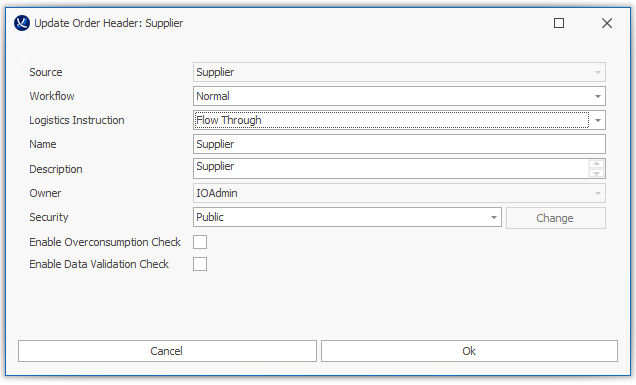 Update Order Header: Supplier
Source Supplier
Workflow Normal
Logistics Instruction Flow Through
Name Supplier
Description Supplier
Owner IOAdmin
Security Public Change
Enable Overconsumption Check
Enable Data Validation Check
Cancel Ok